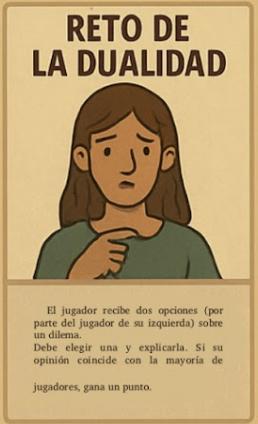 RETO DE
LA DUALIDAD
El jugador recibe dos opciones (por
parte del jugador de su izquierda) sobre
un dilema.
Debe elegir una y explicarla. Si su
opinión coincide con la mayoría de
jugadores, gana un punto.